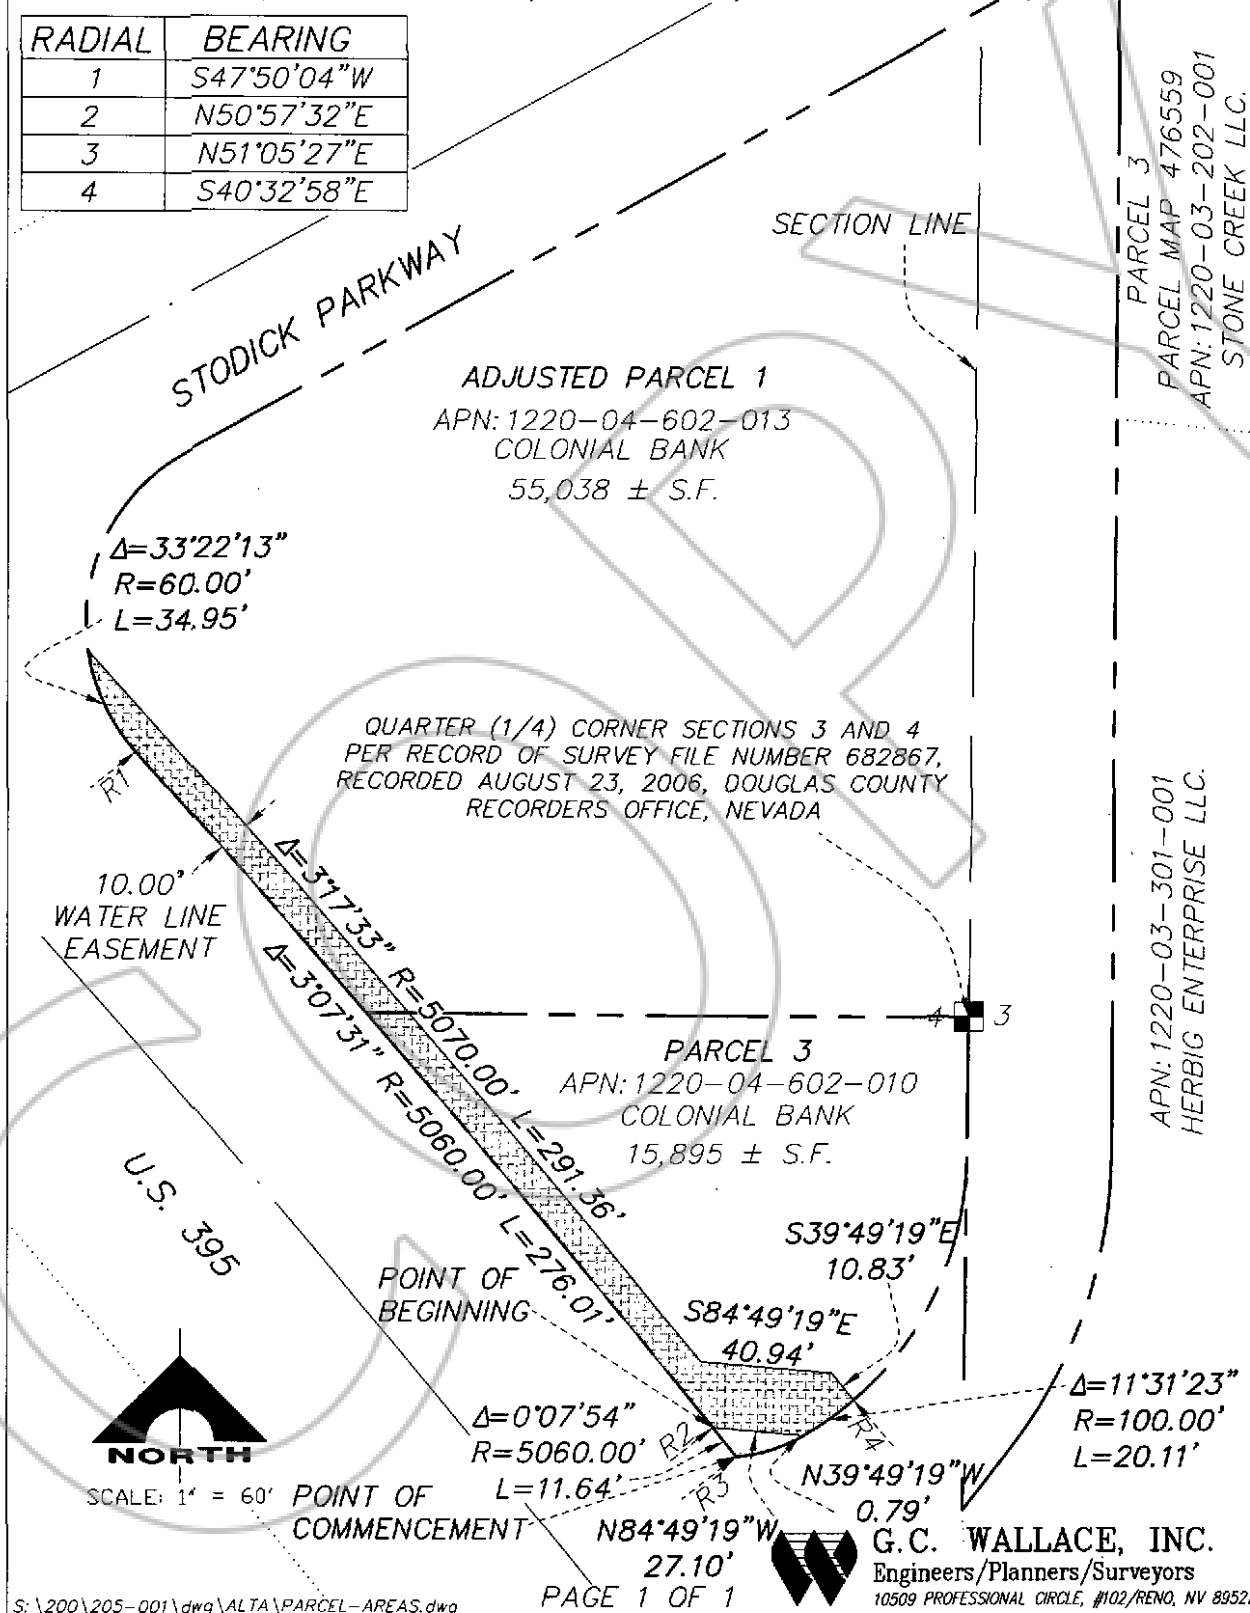 RADIAL BEARING
1 S47°50'04"W
2 N50°57'32"E
3 N51°05'27"E
4 S40°32'58"E
STODICK PARKWAY
SECTION LINE
PARCEL 3
PARCEL MAP 476559
APN:1220-03-202-001
STONE CREEK LLC.
ADJUSTED PARCEL 1
APN:1220-04-602-013
COLONIAL BANK
55,038 ± S.F.
Δ=33°22'13"
R=60.00'
L=34.95'
R1
QUARTER (1/4) CORNER SECTIONS 3 AND 4
PER RECORD OF SURVEY FILE NUMBER 682867,
RECORDED AUGUST 23, 2006, DOUGLAS COUNTY
RECORDERS OFFICE, NEVADA
10.00'
WATER LINE
EASEMENT
Δ=3°17'33" R=5070.00' L=291.36'
Δ=3°07'31" R=5060.00' L=276.01'
4 3
APN:1220-03-301-001
HERBIG ENTERPRISE LLC.
PARCEL 3
APN:1220-04-602-010
COLONIAL BANK
15,895 ± S.F.
U.S. 395
S39°49'19"E
10.83'
POINT OF
BEGINNING
S84°49'19"E
40.94'
Δ=11°31'23"
R=100.00'
L=20.11'
Δ=0°07'54"
R=5060.00'
L=11.64'
R2
R3
R4
N39°49'19"W
0.79'
N84°49'19"W
27.10'
NORTH
SCALE: 1" = 60'
POINT OF
COMMENCEMENT
G.C. WALLACE, INC.
Engineers/Planners/Surveyors
10509 PROFESSIONAL CIRCLE, #102/RENO, NV 8952
PAGE 1 OF 1
S:\200\205-001\dwg\ALTA\PARCEL-AREAS.dwg
COPY